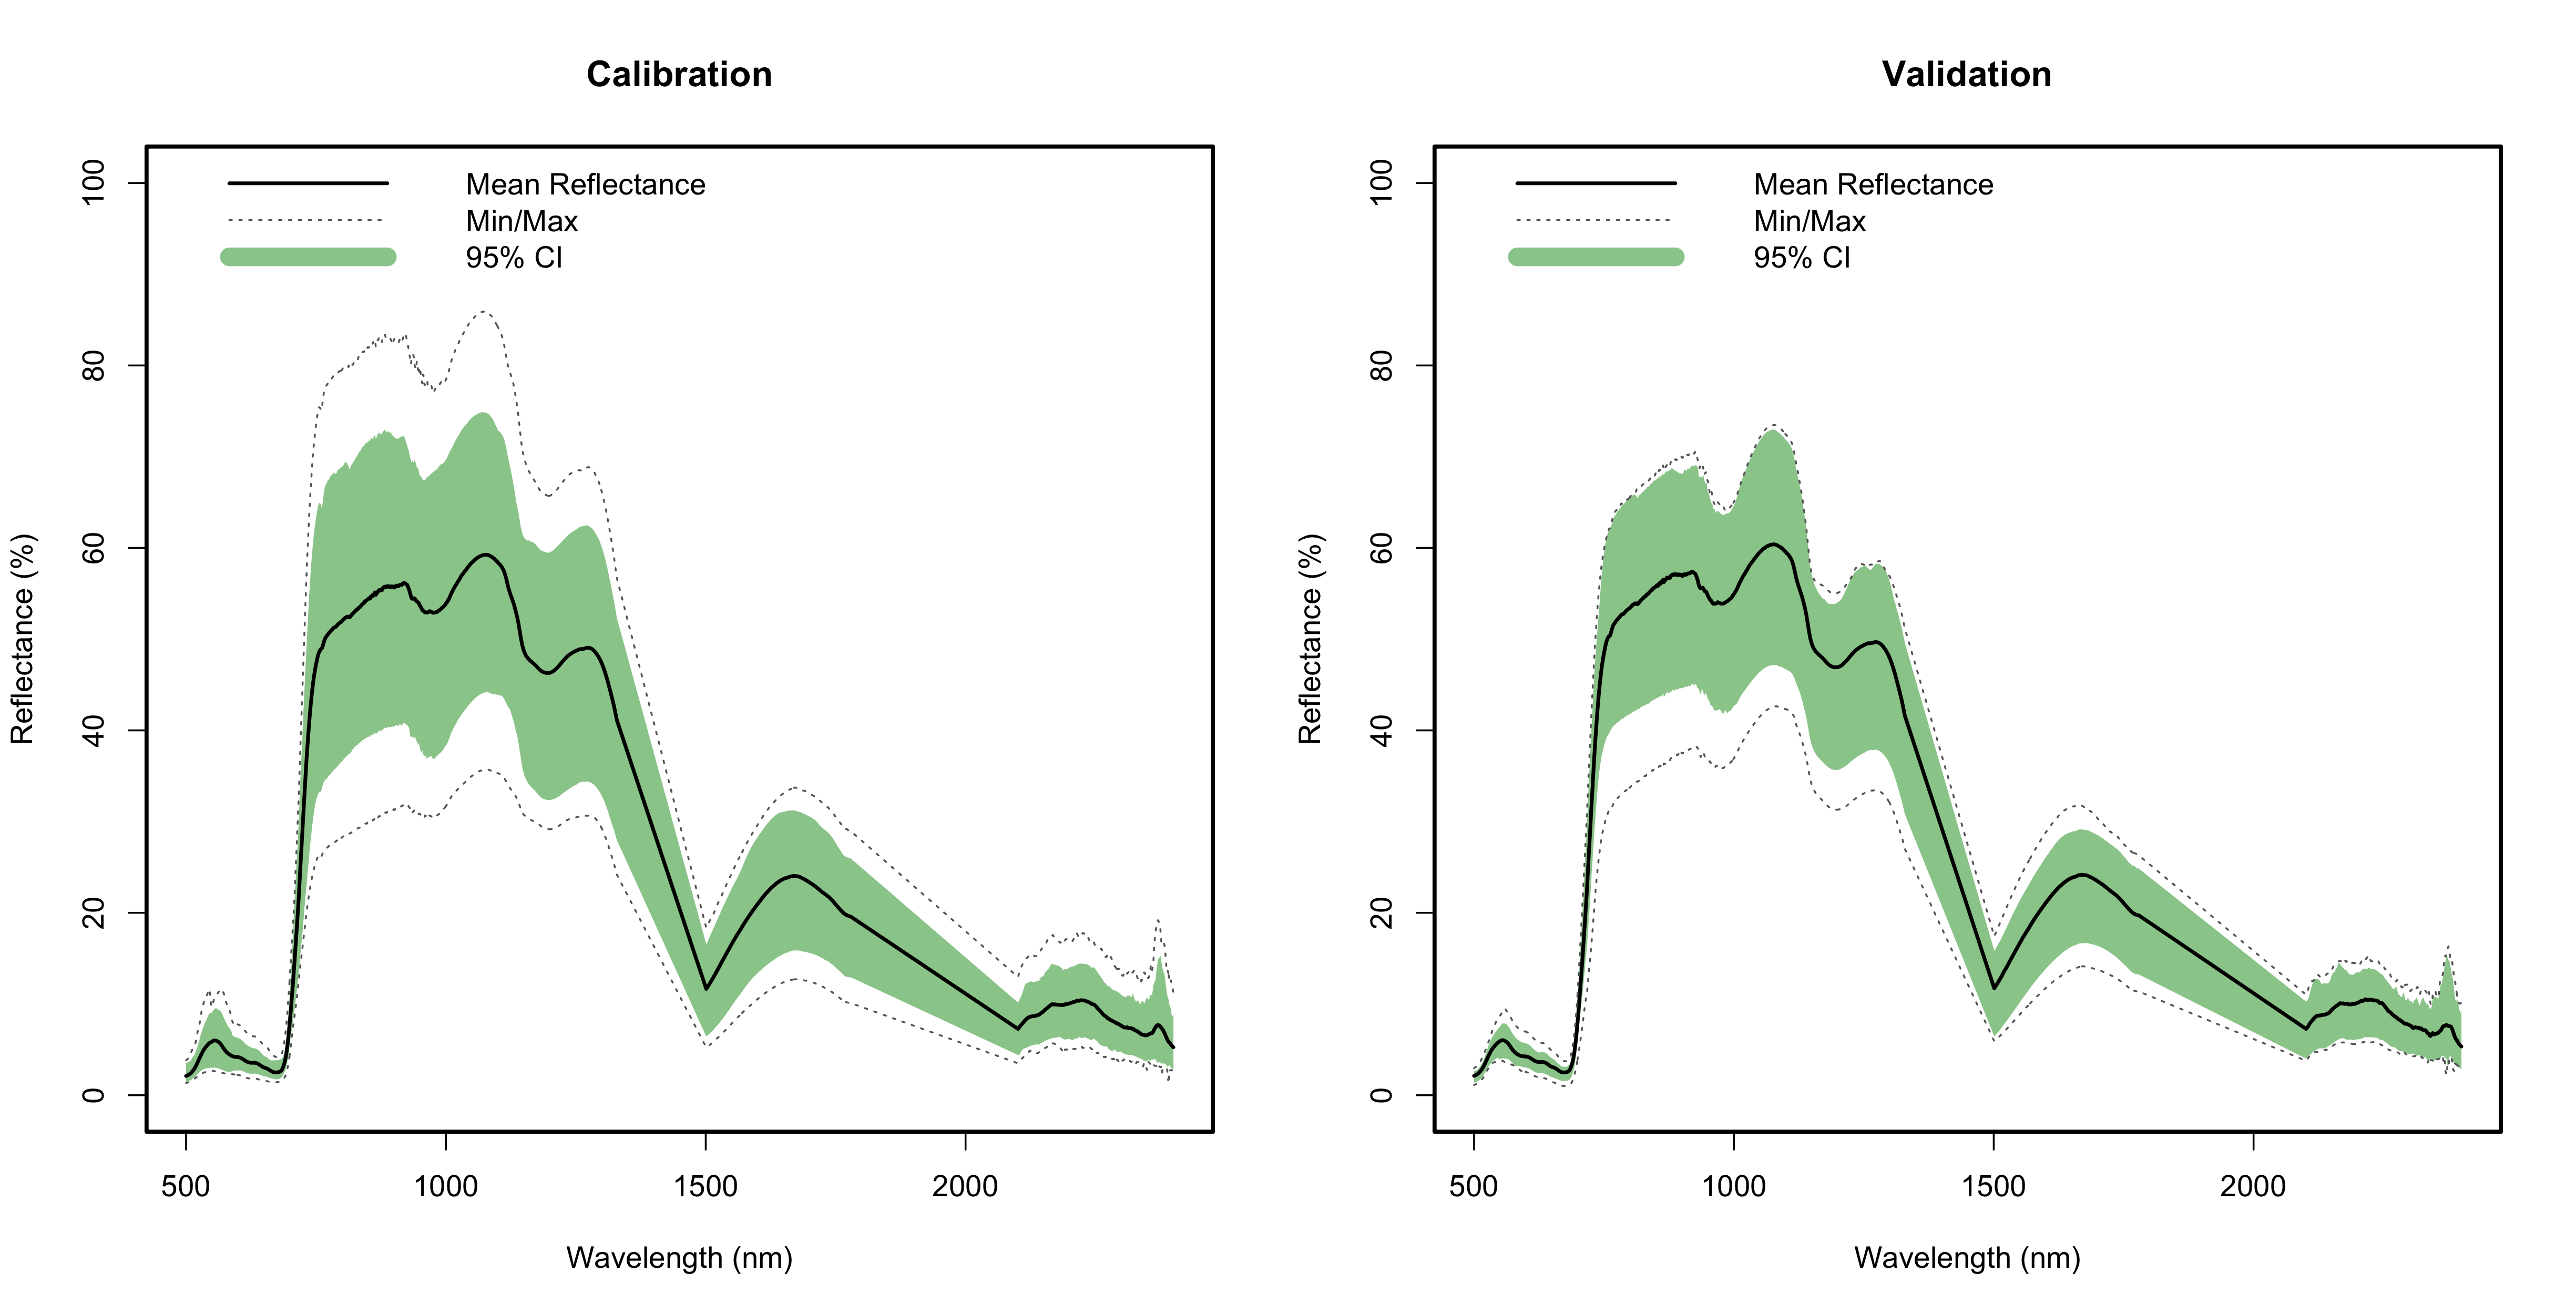 Calibration
Mean Reflectance
Min/Max
95% CI
100
80
60
40
20
0
Reflectance (%)
500 1000 1500 2000
Wavelength (nm)
Validation
Mean Reflectance
Min/Max
95% CI
100
80
60
40
20
0
Reflectance (%)
500 1000 1500 2000
Wavelength (nm)